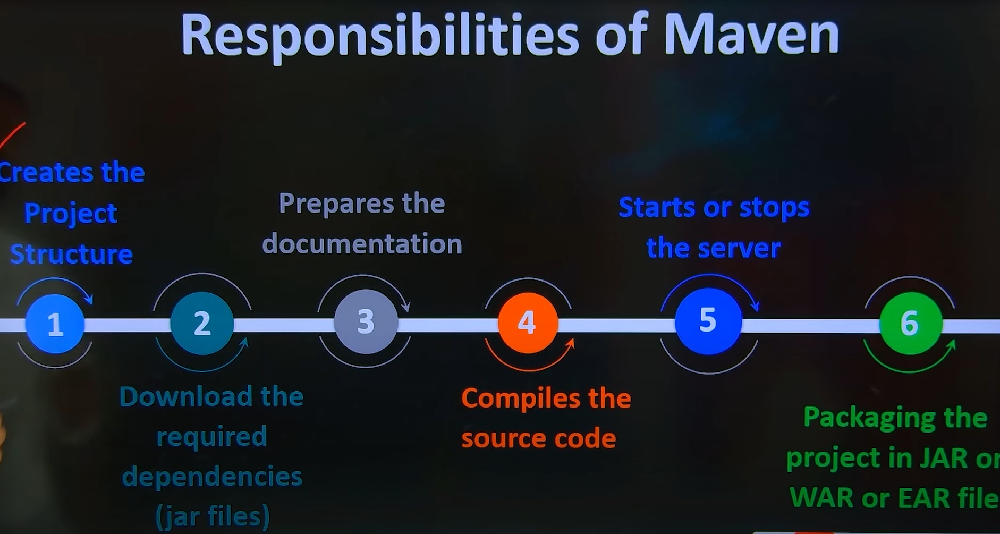 Responsibilities of Maven
Creates the
Project
Structure
Prepares the
documentation
Starts or stops
the server
1
2
3
4
5
6
Download the
required
dependencies
(jar files)
Compiles the
source code
Packaging the
project in JAR or
WAR or EAR file